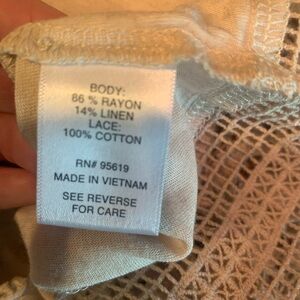 BODY:
86 % RAYON
14% LINEN
LACE:
100% COTTON
RN# 95619
MADE IN VIETNAM
SEE REVERSE
FOR CARE